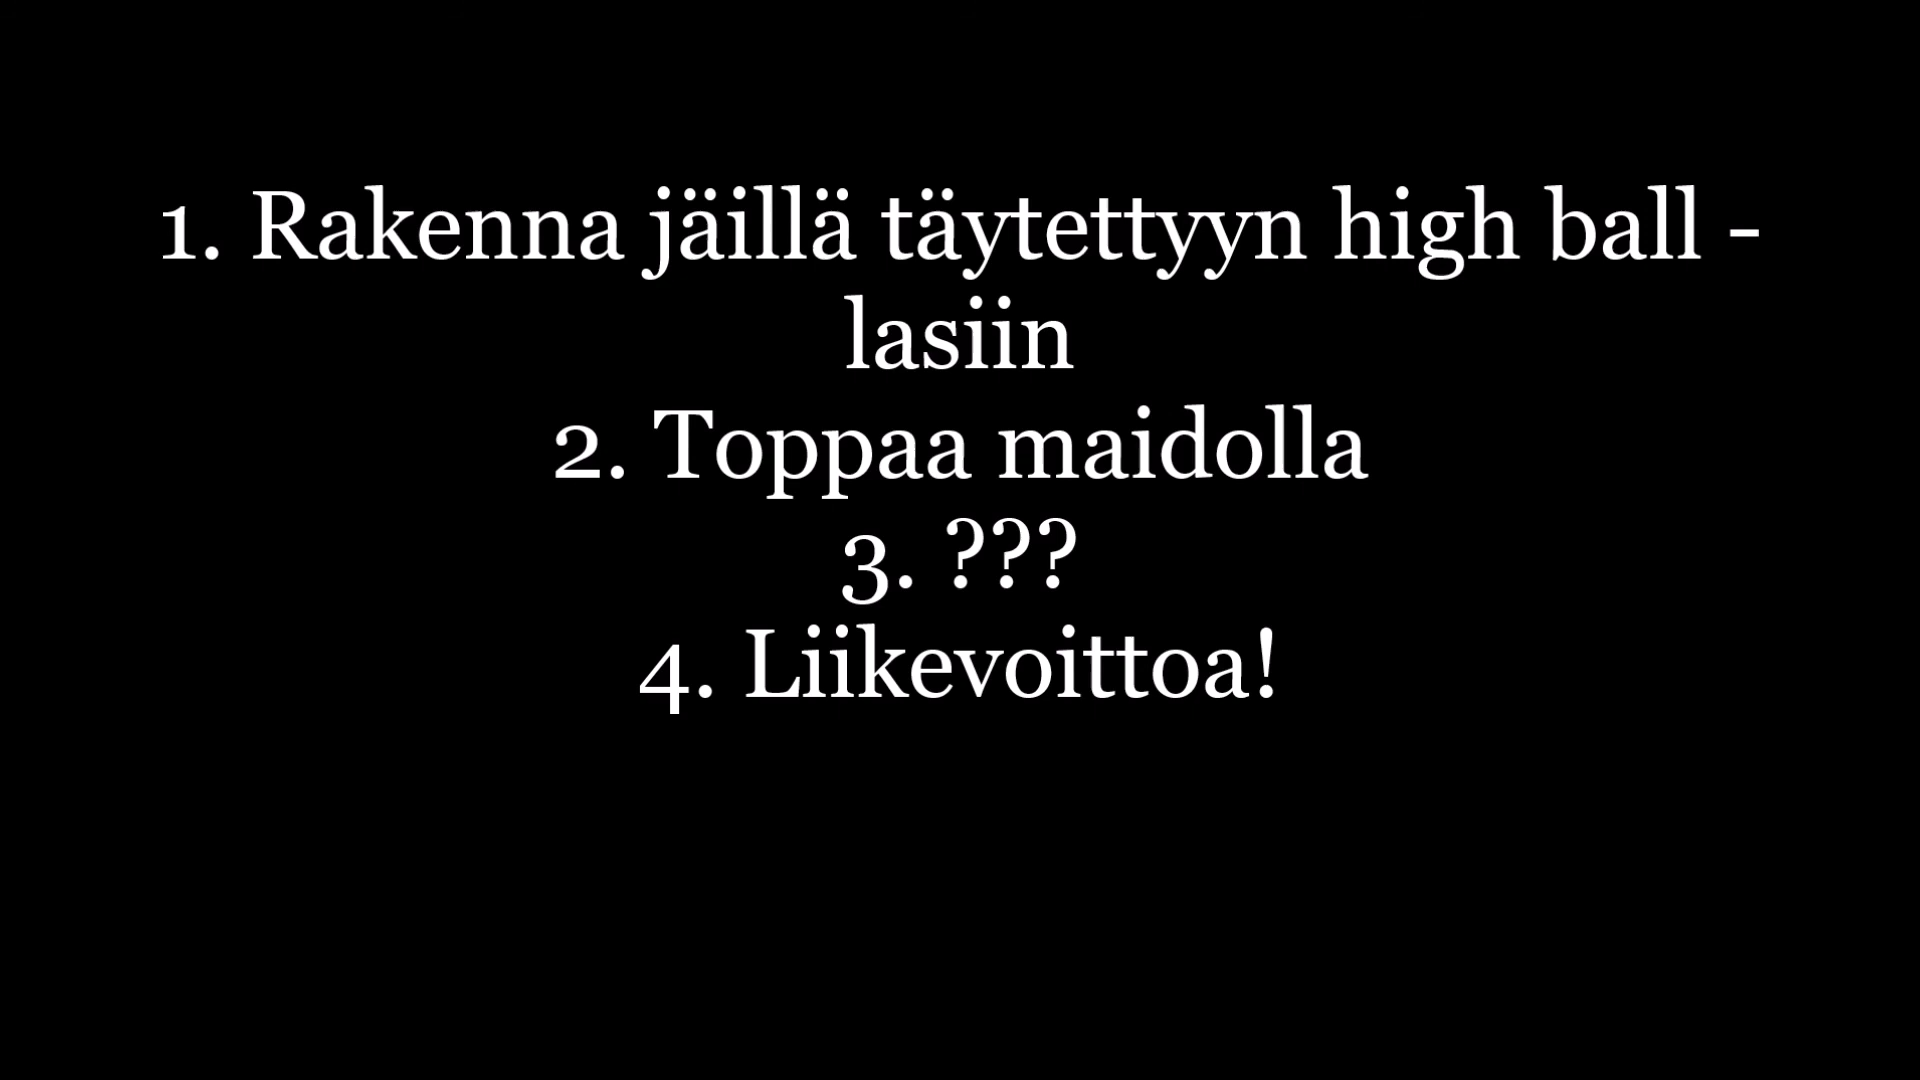 1. Rakenna jäillä täytettyyn high ball -
lasiin
2. Toppaa maidolla
3. ???
4. Liikevoittoa!